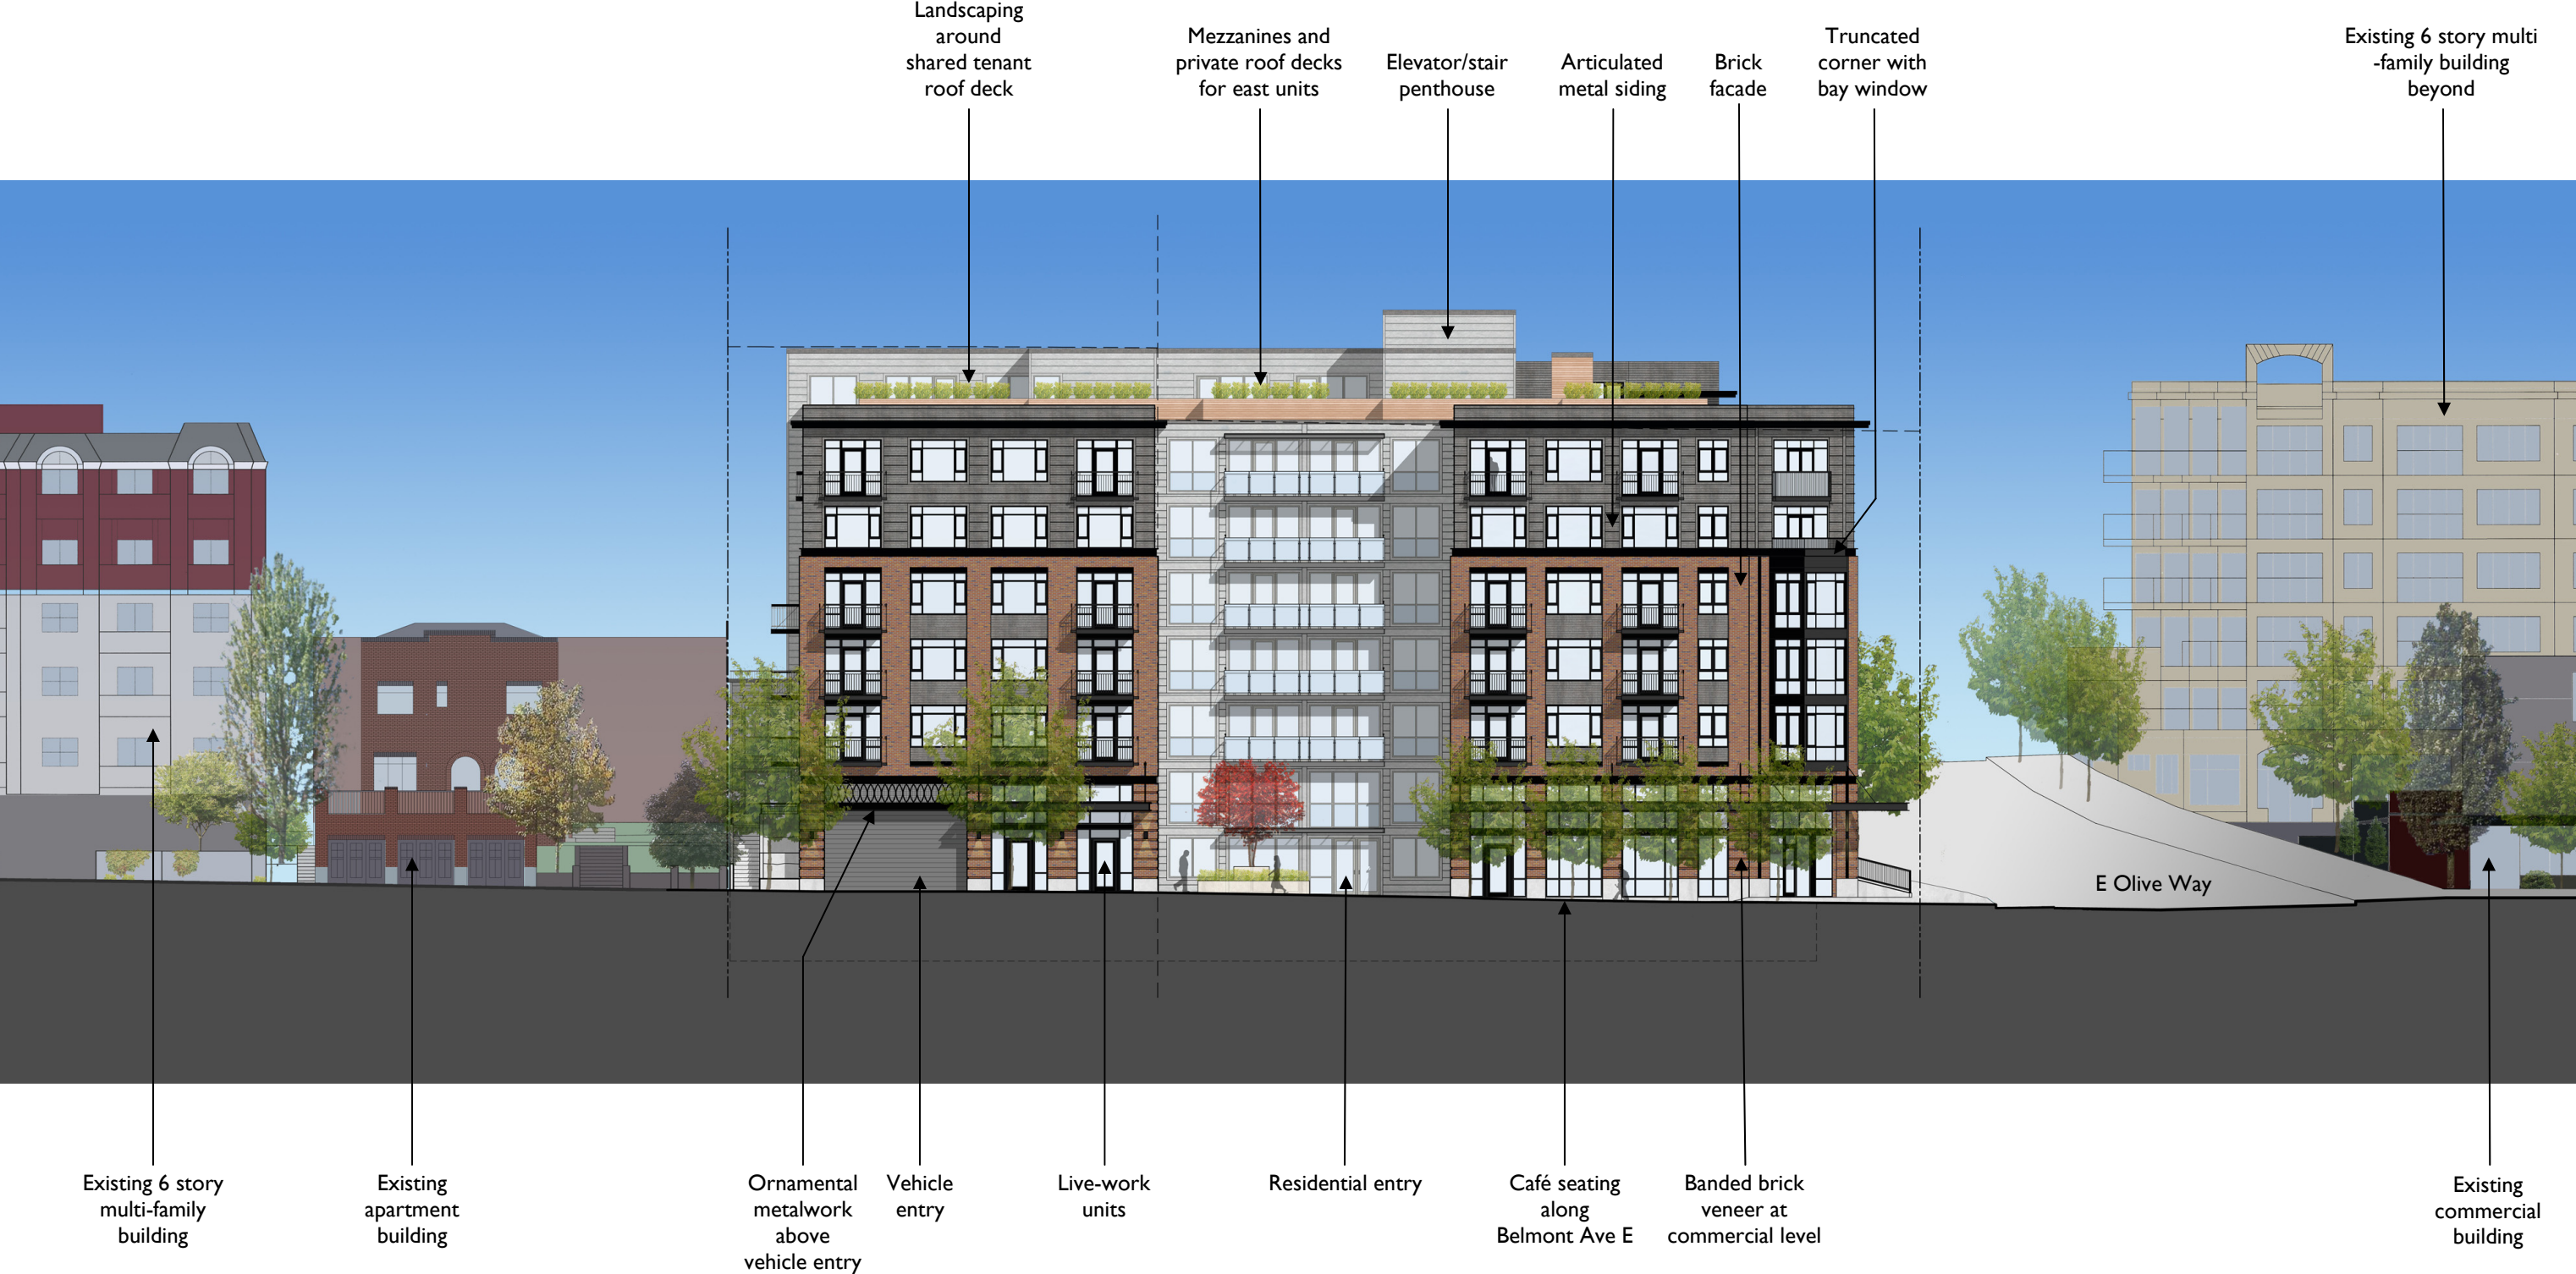 Landscaping
around
shared tenant
roof deck
Mezzanines and
private roof decks
for east units
Elevator/stair
penthouse
Articulated
metal siding
Brick
facade
Truncated
corner with
bay window
Existing 6 story multi
-family building
beyond
E Olive Way
Existing 6 story
multi-family
building
Existing
apartment
building
Ornamental
metalwork
above
vehicle entry
Vehicle
entry
Live-work
units
Residential entry
Café seating
along
Belmont Ave E
Banded brick
veneer at
commercial level
Existing
commercial
building